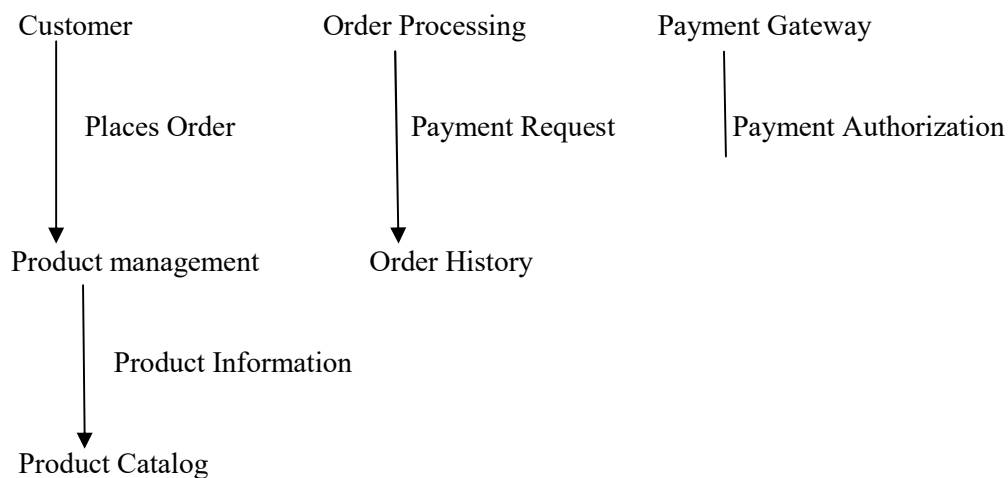 Customer
Order Processing
Payment Gateway
Places Order
Payment Request
Payment Authorization
Product management
Order History
Product Information
Product Catalog